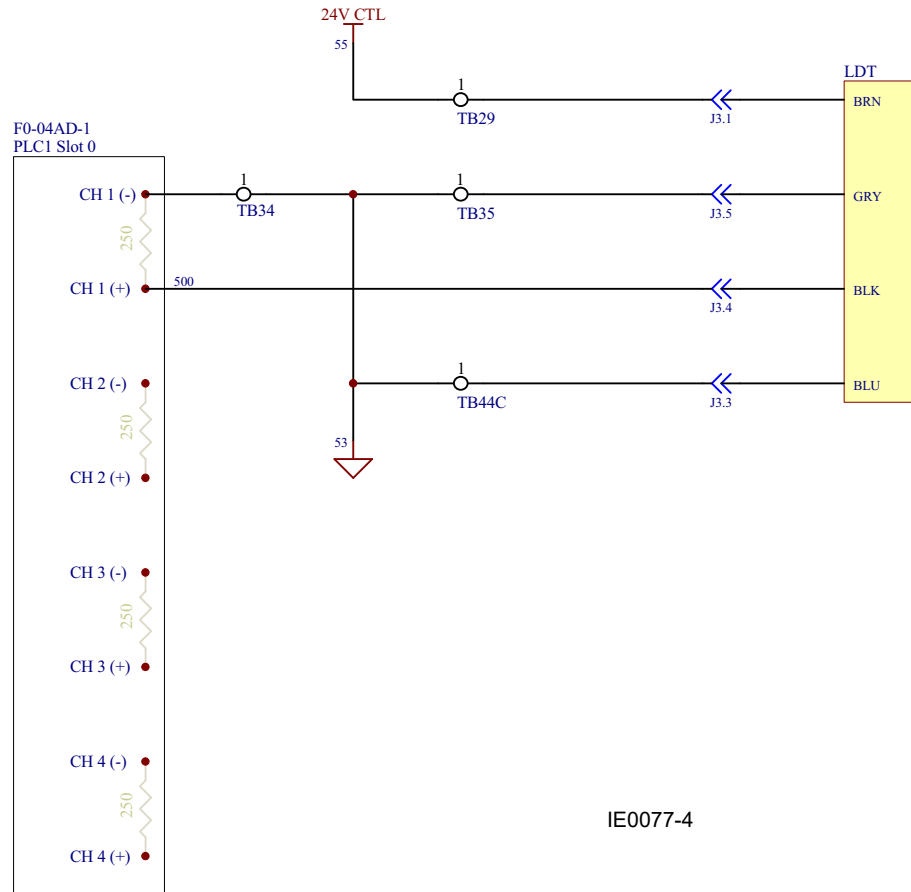 24V CTL
55
1
TB29
J3.1
LDT
BRN
F0-04AD-1
PLC1 Slot 0
CH 1 (-)
1
TB34
1
TB35
J3.5
GRY
250
CH 1 (+)
500
J3.4
BLK
CH 2 (-)
1
TB44C
J3.3
BLU
250
53
CH 2 (+)
CH 3 (-)
250
CH 3 (+)
CH 4 (-)
250
IE0077-4
CH 4 (+)